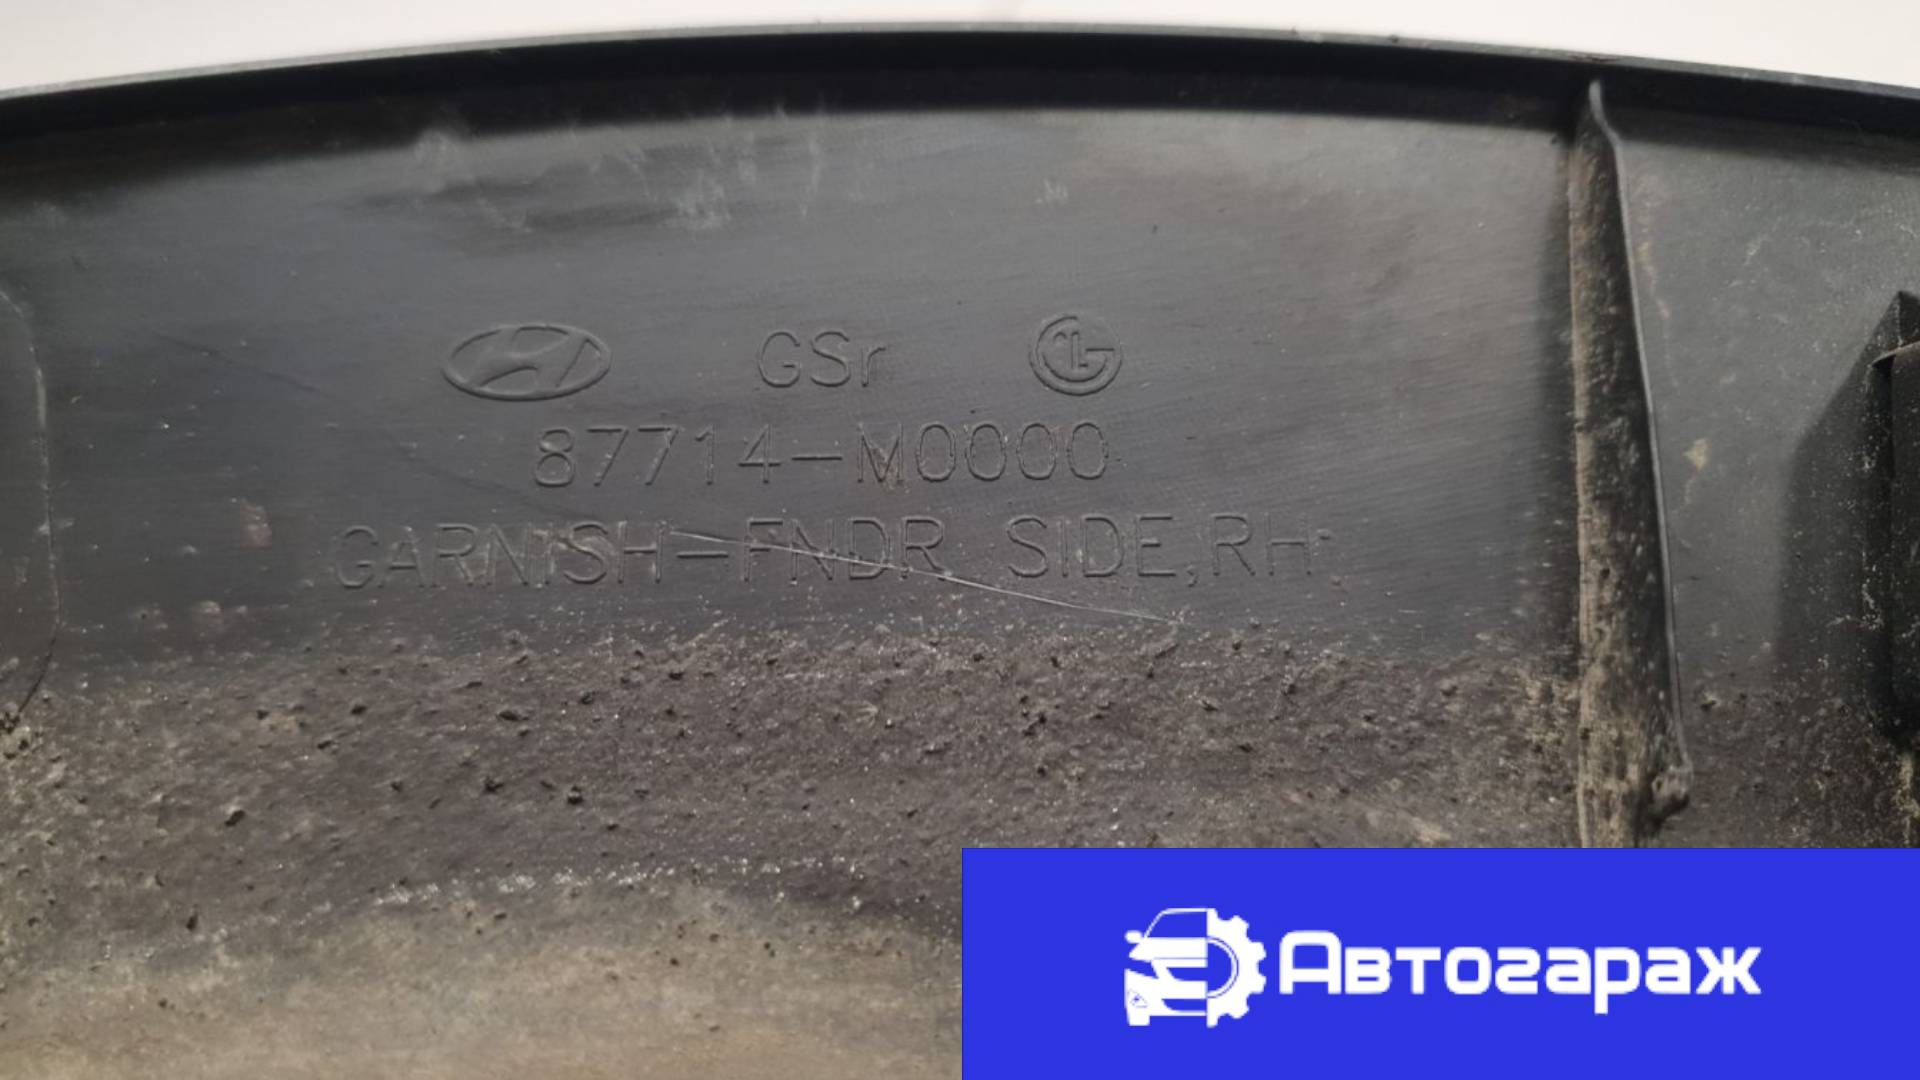 GSr
87714-M0000
GARNISH-FNDR SIDE,RH
Автогараж